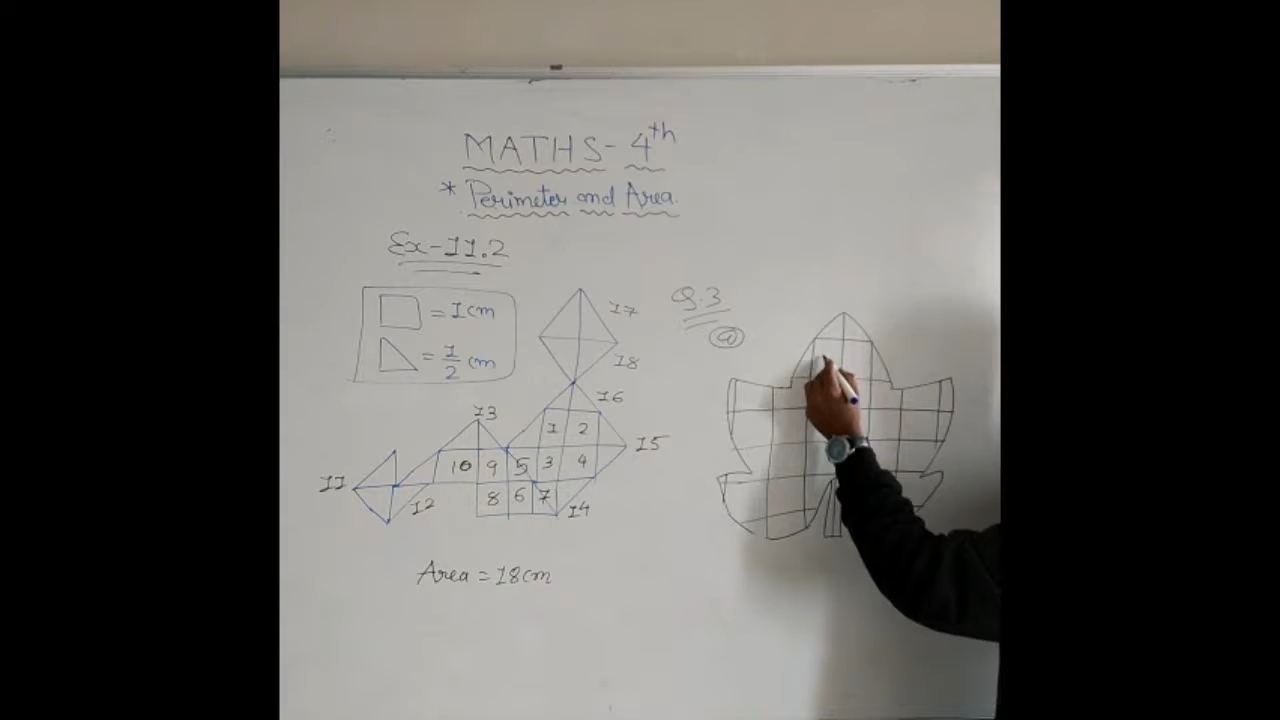 MATHS-4th
* Perimeter and Area.
Ex-11.2
= 1cm
= 1/2 cm
17
18
16
13
1 2
15
10 9 5 3 4
11
12
8 6 7
14
Area = 18cm
Q.3
a